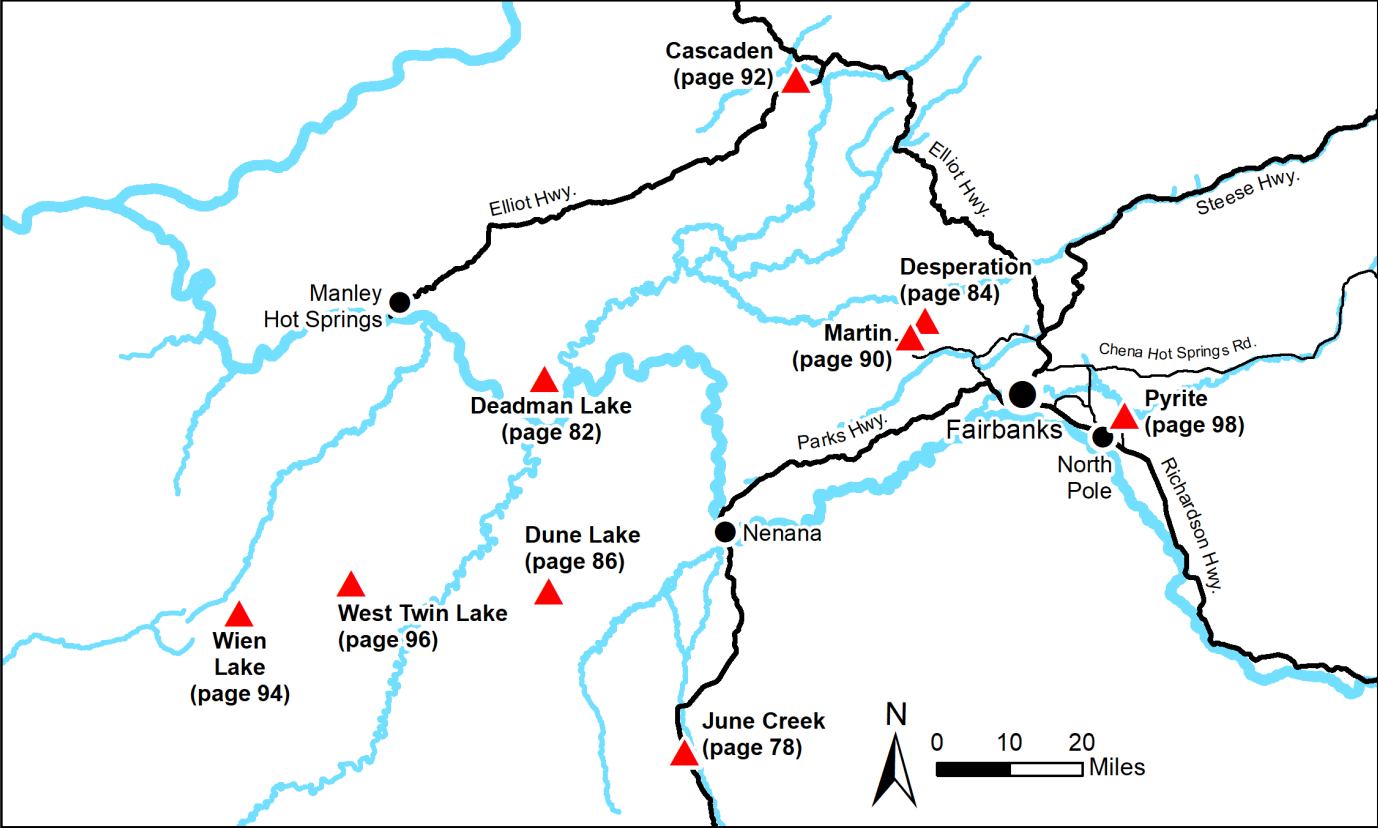 Cascaden
(page 92)
Elliot Hwy.
Elliot Hwy.
Steese Hwy.
Desperation
(page 84)
Manley
Hot Springs
Martin
(page 90)
Chena Hot Springs Rd.
Deadman Lake
(page 82)
Pyrite
(page 98)
Parks Hwy.
Fairbanks
North
Pole
Richardson Hwy.
Dune Lake
(page 86)
Nenana
West Twin Lake
(page 96)
Wien
Lake
(page 94)
June Creek
(page 78)
N
0 10 20
Miles